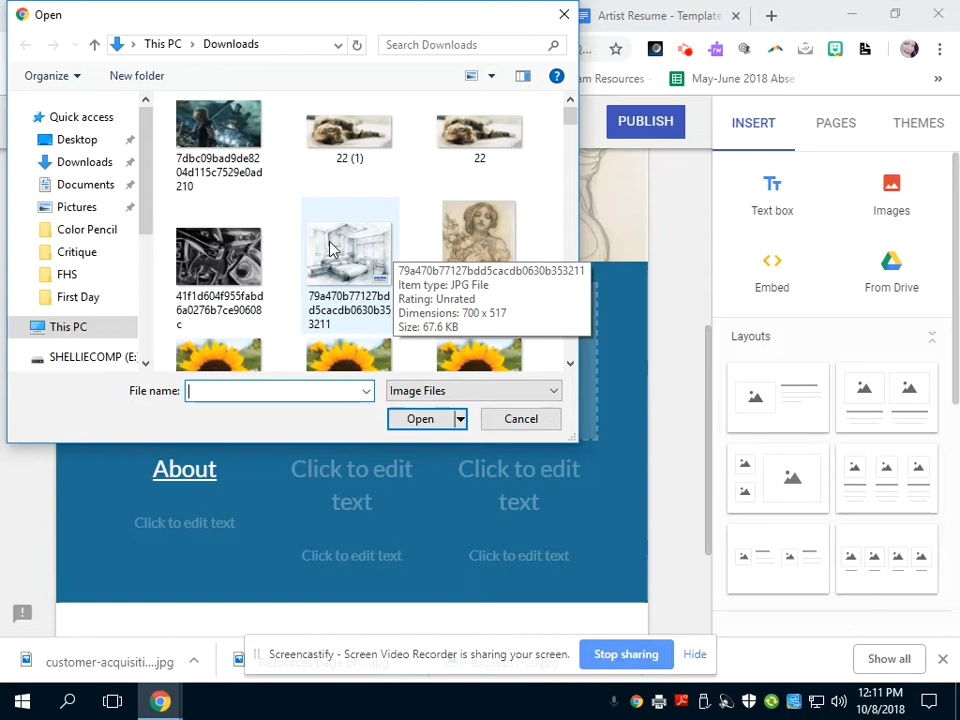 Open
Artist Resume - Template
This PC
Downloads
Search Downloads
Organize
New folder
am Resources
May-June 2018 Abse
PUBLISH
INSERT
PAGES
THEMES
Quick access
Desktop
Downloads
Documents
Pictures
Color Pencil
Critique
FHS
First Day
This PC
SHELLIECOMP (E:
7dbc09bad9de82
04d115c7529e0ad
210
22 (1)
22
41f1d604f955fabd
6a0276b7ce90608
c
79a470b77127bd
d5cacdb0630b35
3211
79a470b77127bdd5cacdb0630b353211
Item type: JPG File
Rating: Unrated
Dimensions: 700 x 517
Size: 67.6 KB
File name:
Image Files
Open
Cancel
Text box
Images
Embed
From Drive
Layouts
About
Click to edit text
Click to edit
text
Click to edit text
Click to edit
text
Click to edit text
customer-acquisiti....jpg
Screencastify - Screen Video Recorder is sharing your screen.
Stop sharing
Hide
Show all
12:11 PM
10/8/2018